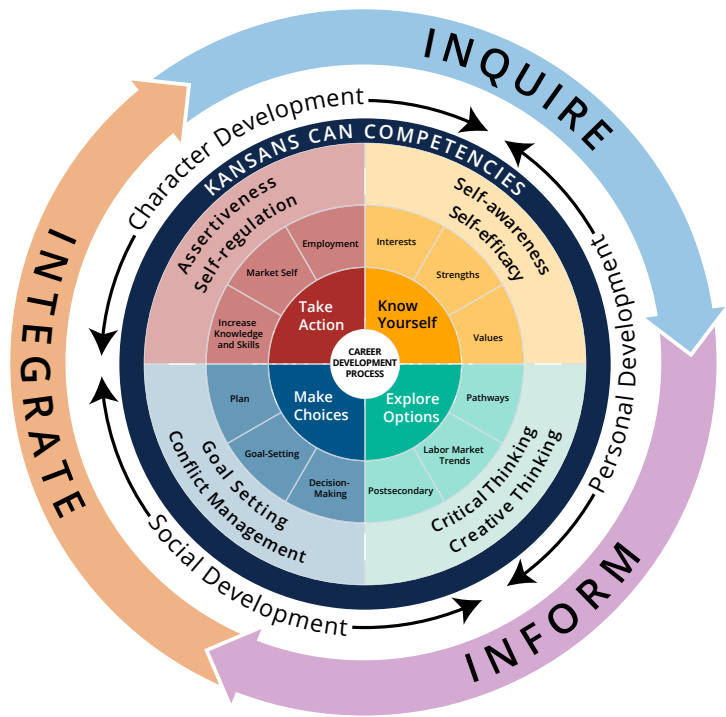 INQUIRE
INFORM
INTEGRATE
Character Development
Personal Development
Social Development
KANSANS CAN COMPETENCIES
Assertiveness
Self-regulation
Self-awareness
Self-efficacy
Critical Thinking
Creative Thinking
Goal Setting
Conflict Management
Employment
Market Self
Increase
Knowledge
and Skills
Interests
Strengths
Values
Pathways
Labor Market
Trends
Postsecondary
Decision-
Making
Goal-Setting
Plan
Take
Action
Know
Yourself
Explore
Options
Make
Choices
CAREER
DEVELOPMENT
PROCESS